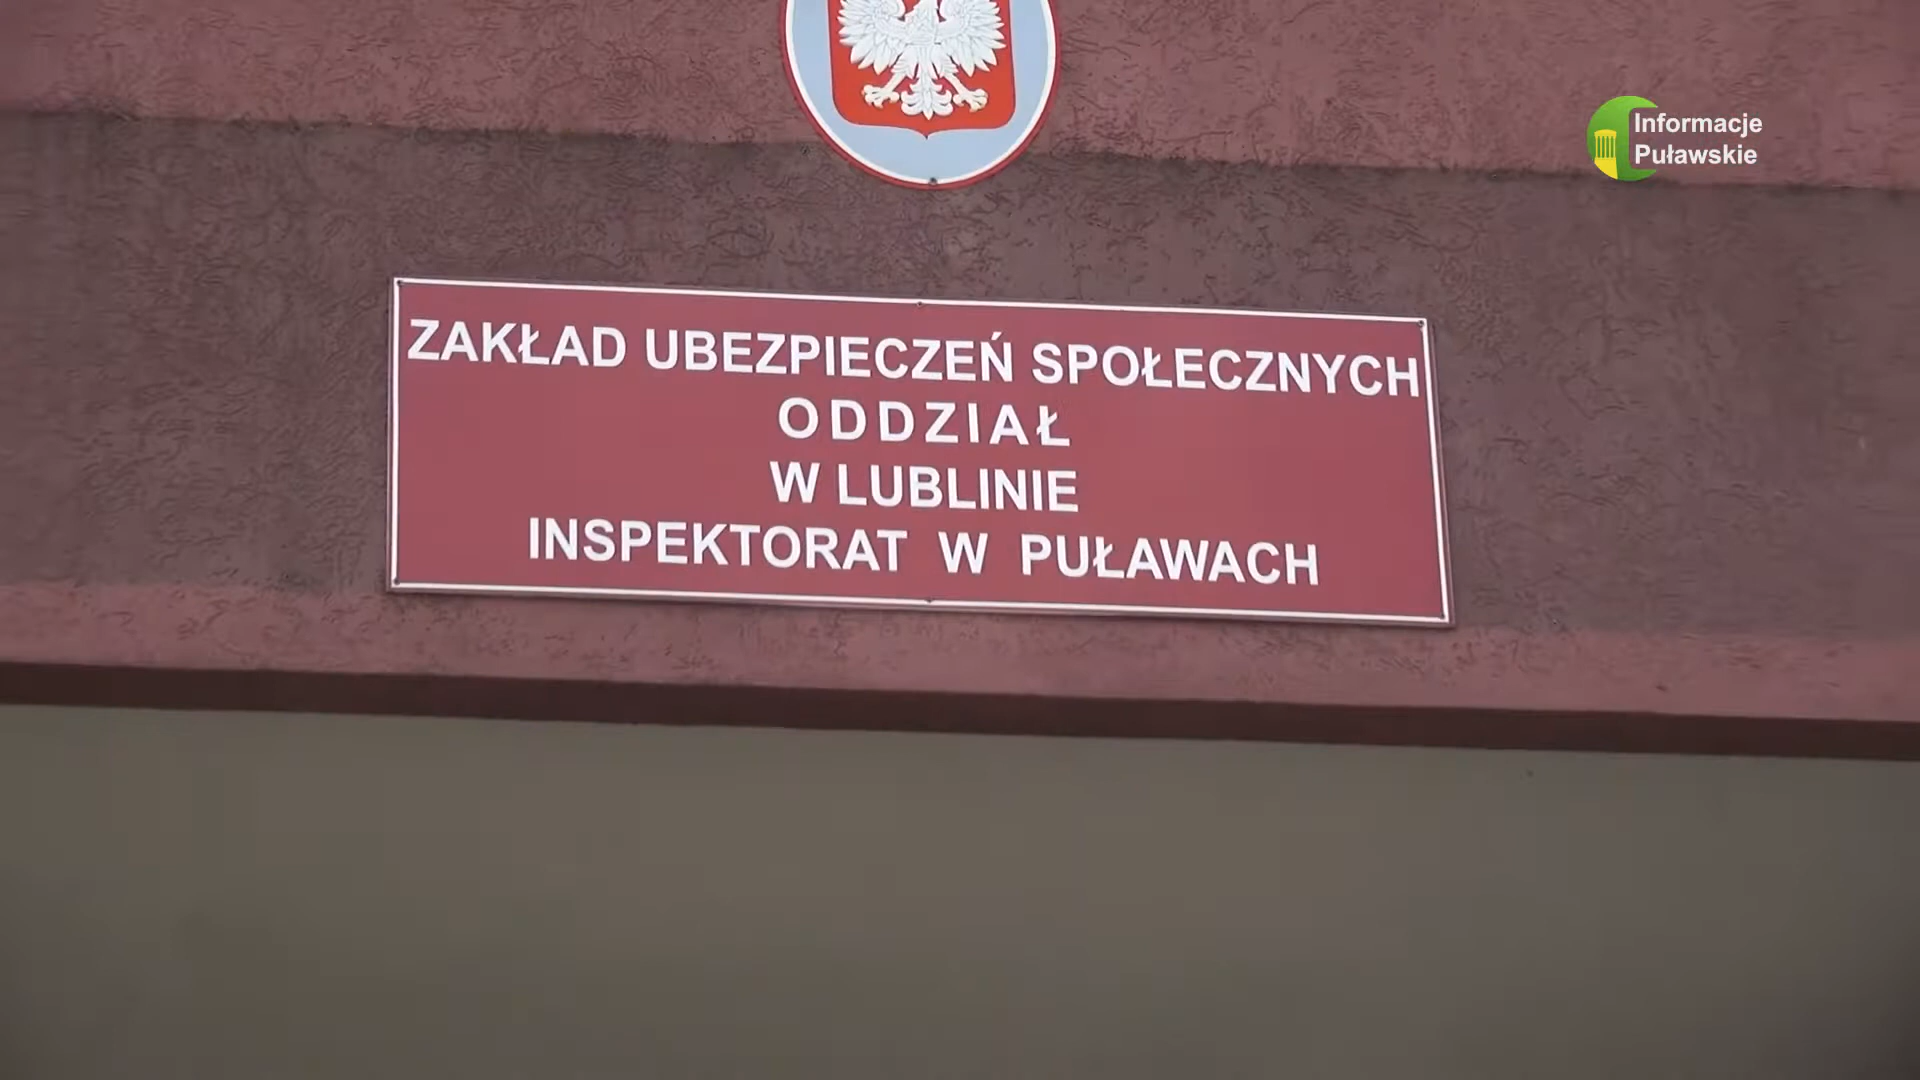 Informacje
Puławskie
ZAKŁAD UBEZPIECZEŃ SPOŁECZNYCH
ODDZIAŁ
W LUBLINIE
INSPEKTORAT W PUŁAWACH